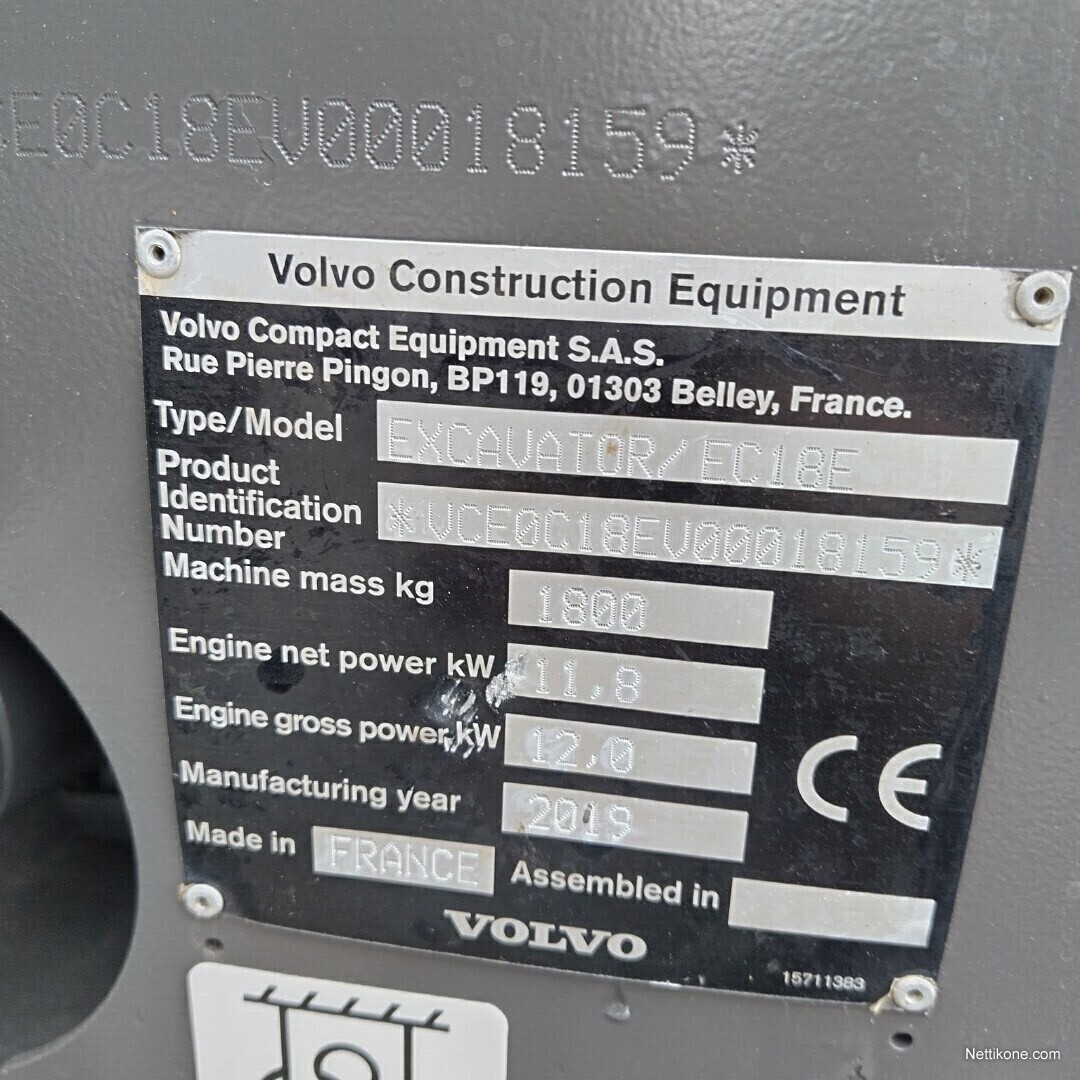 E0C18EV00018159*
Volvo Construction Equipment
Volvo Compact Equipment S.A.S.
Rue Pierre Pingon, BP119, 01303 Belley, France.
Type/Model EXCAVATOR/EC18E
Product
Identification
Number *VCE0C18EV00018159*
Machine mass kg 1800
Engine net power kW 11,8
Engine gross power kW 12,0
Manufacturing year 2019
Made in FRANCE Assembled in
CE
VOLVO
15711383
Nettikone.com